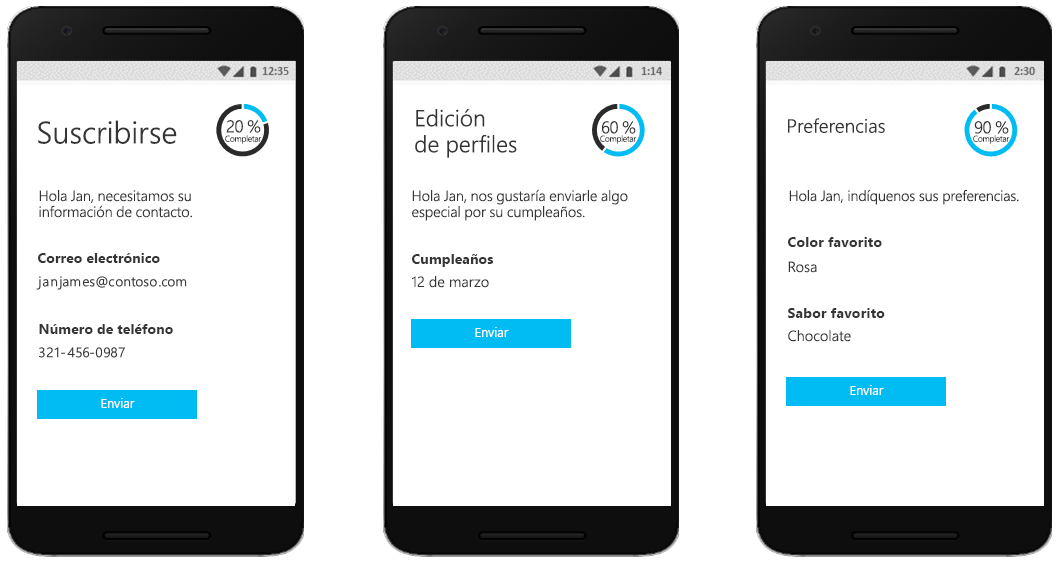 12:35
Suscribirse
20 %
Completar
Hola Jan, necesitamos su
información de contacto.
Correo electrónico
janjames@contoso.com
Número de teléfono
321-456-0987
Enviar
1:14
Edición
de perfiles
60 %
Completar
Hola Jan, nos gustaría enviarle algo
especial por su cumpleaños.
Cumpleaños
12 de marzo
Enviar
2:30
Preferencias
90 %
Completar
Hola Jan, indíquenos sus preferencias.
Color favorito
Rosa
Sabor favorito
Chocolate
Enviar